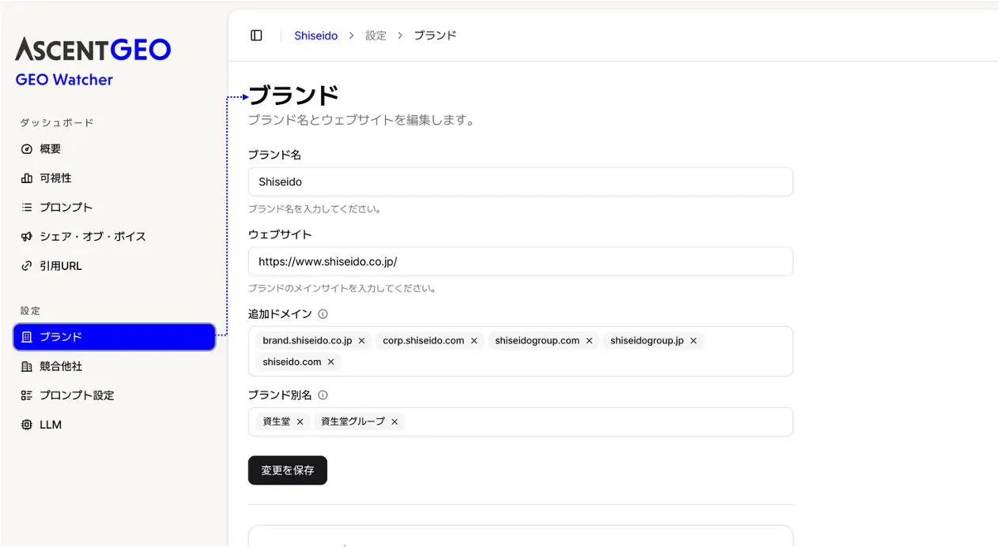 ASCENTGEO
GEO Watcher
ダッシュボード
概要
可視性
プロンプト
シェア・オブ・ボイス
引用URL
設定
ブランド
競合他社
プロンプト設定
LLM
Shiseido > 設定 > ブランド
ブランド
ブランド名とウェブサイトを編集します。
ブランド名
Shiseido
ブランド名を入力してください。
ウェブサイト
https://www.shiseido.co.jp/
ブランドのメインサイトを入力してください。
追加ドメイン
brand.shiseido.co.jp × corp.shiseido.com × shiseidogroup.com × shiseidogroup.jp ×
shiseido.com ×
ブランド別名
資生堂 × 資生堂グループ ×
変更を保存